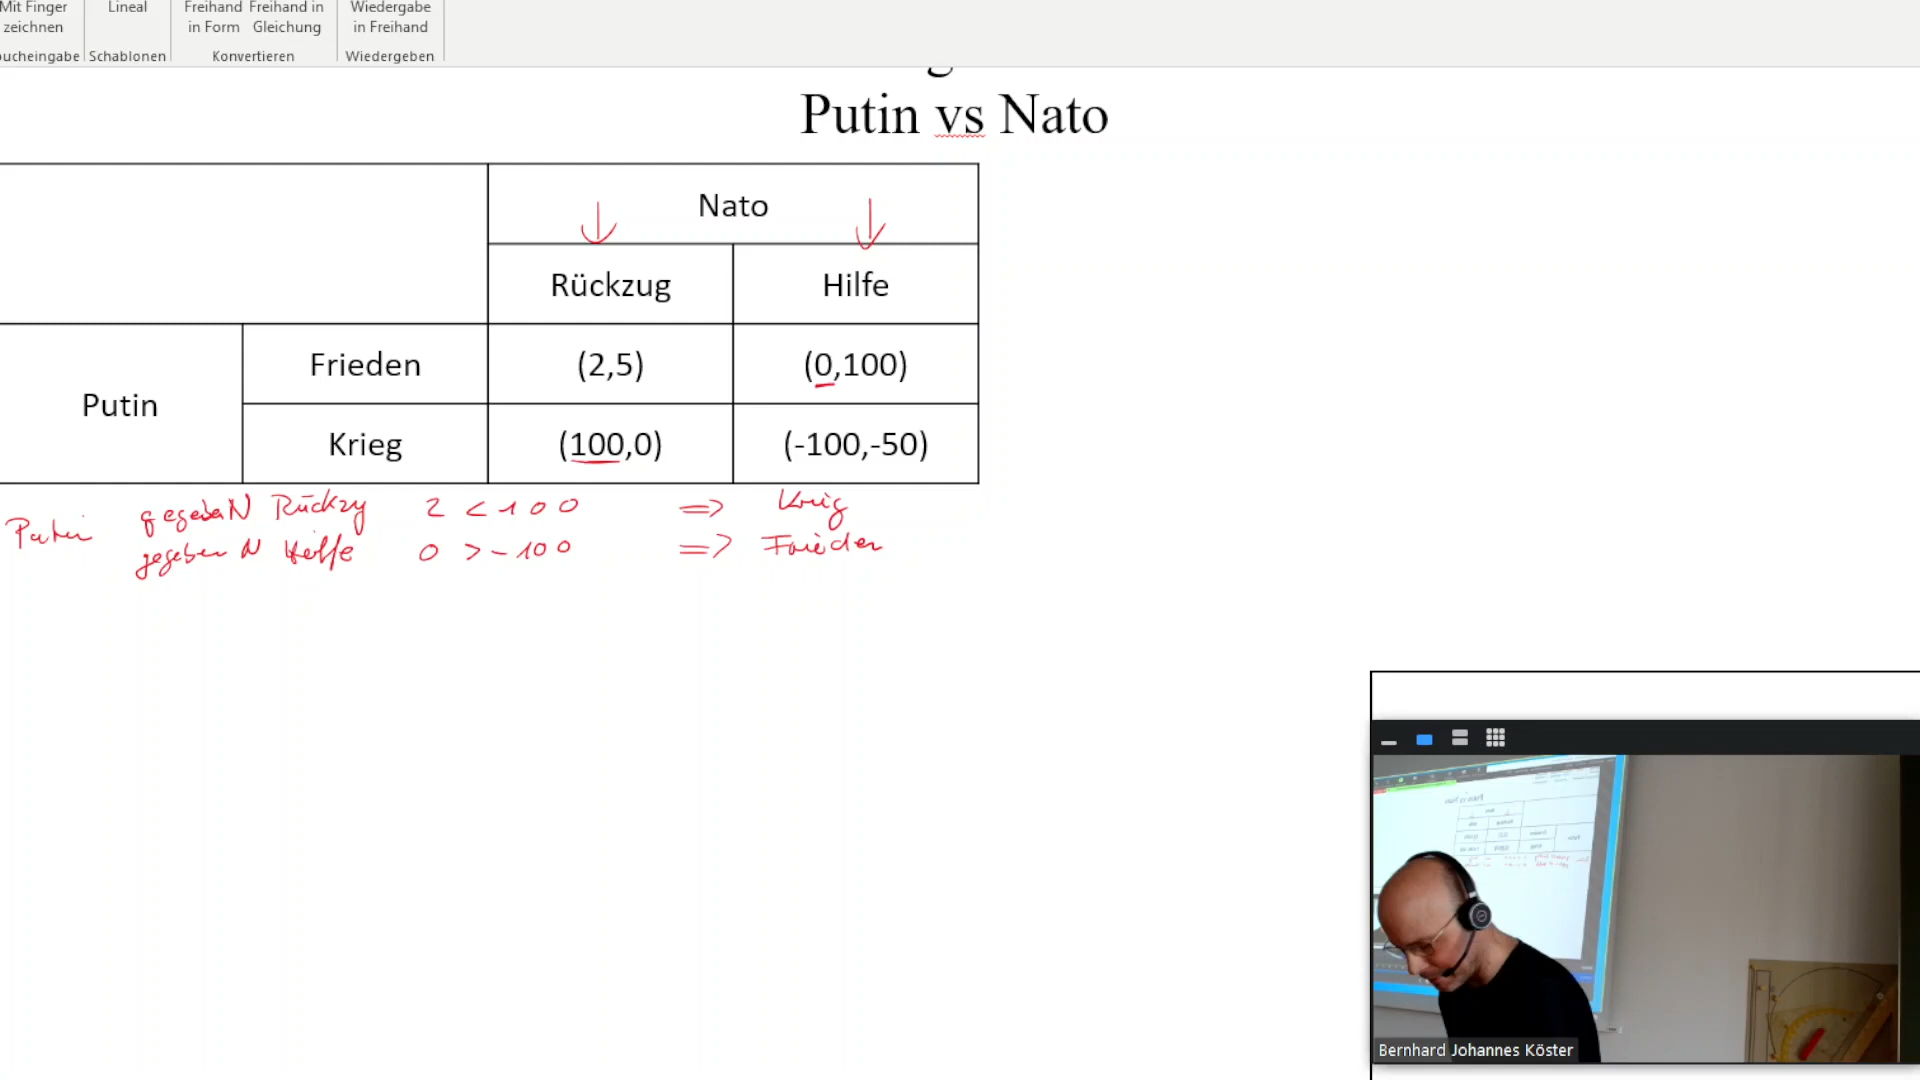 Mit Finger
zeichnen
Lineal
Freihand
in Form
Freihand in
Gleichung
Wiedergabe
in Freihand
Schablonen
Konvertieren
Wiedergeben
Putin vs Nato
Nato
Rückzug
Hilfe
Putin
Frieden
(2,5)
(0,100)
Krieg
(100,0)
(-100,-50)
Putin
gegeben N Rückzug 2 < 100 => Krieg
gegeben N Hilfe 0 > -100 => Frieden
Bernhard Johannes Köster